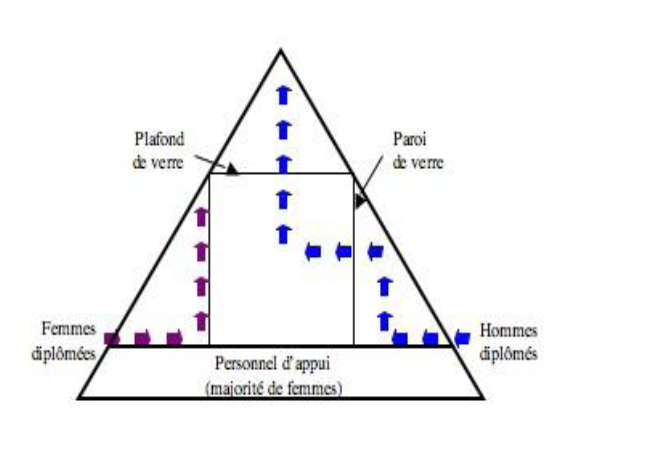 Plafond
de verre
Paroi
de verre
Femmes
diplômées
Hommes
diplômés
Personnel d'appui
(majorité de femmes)